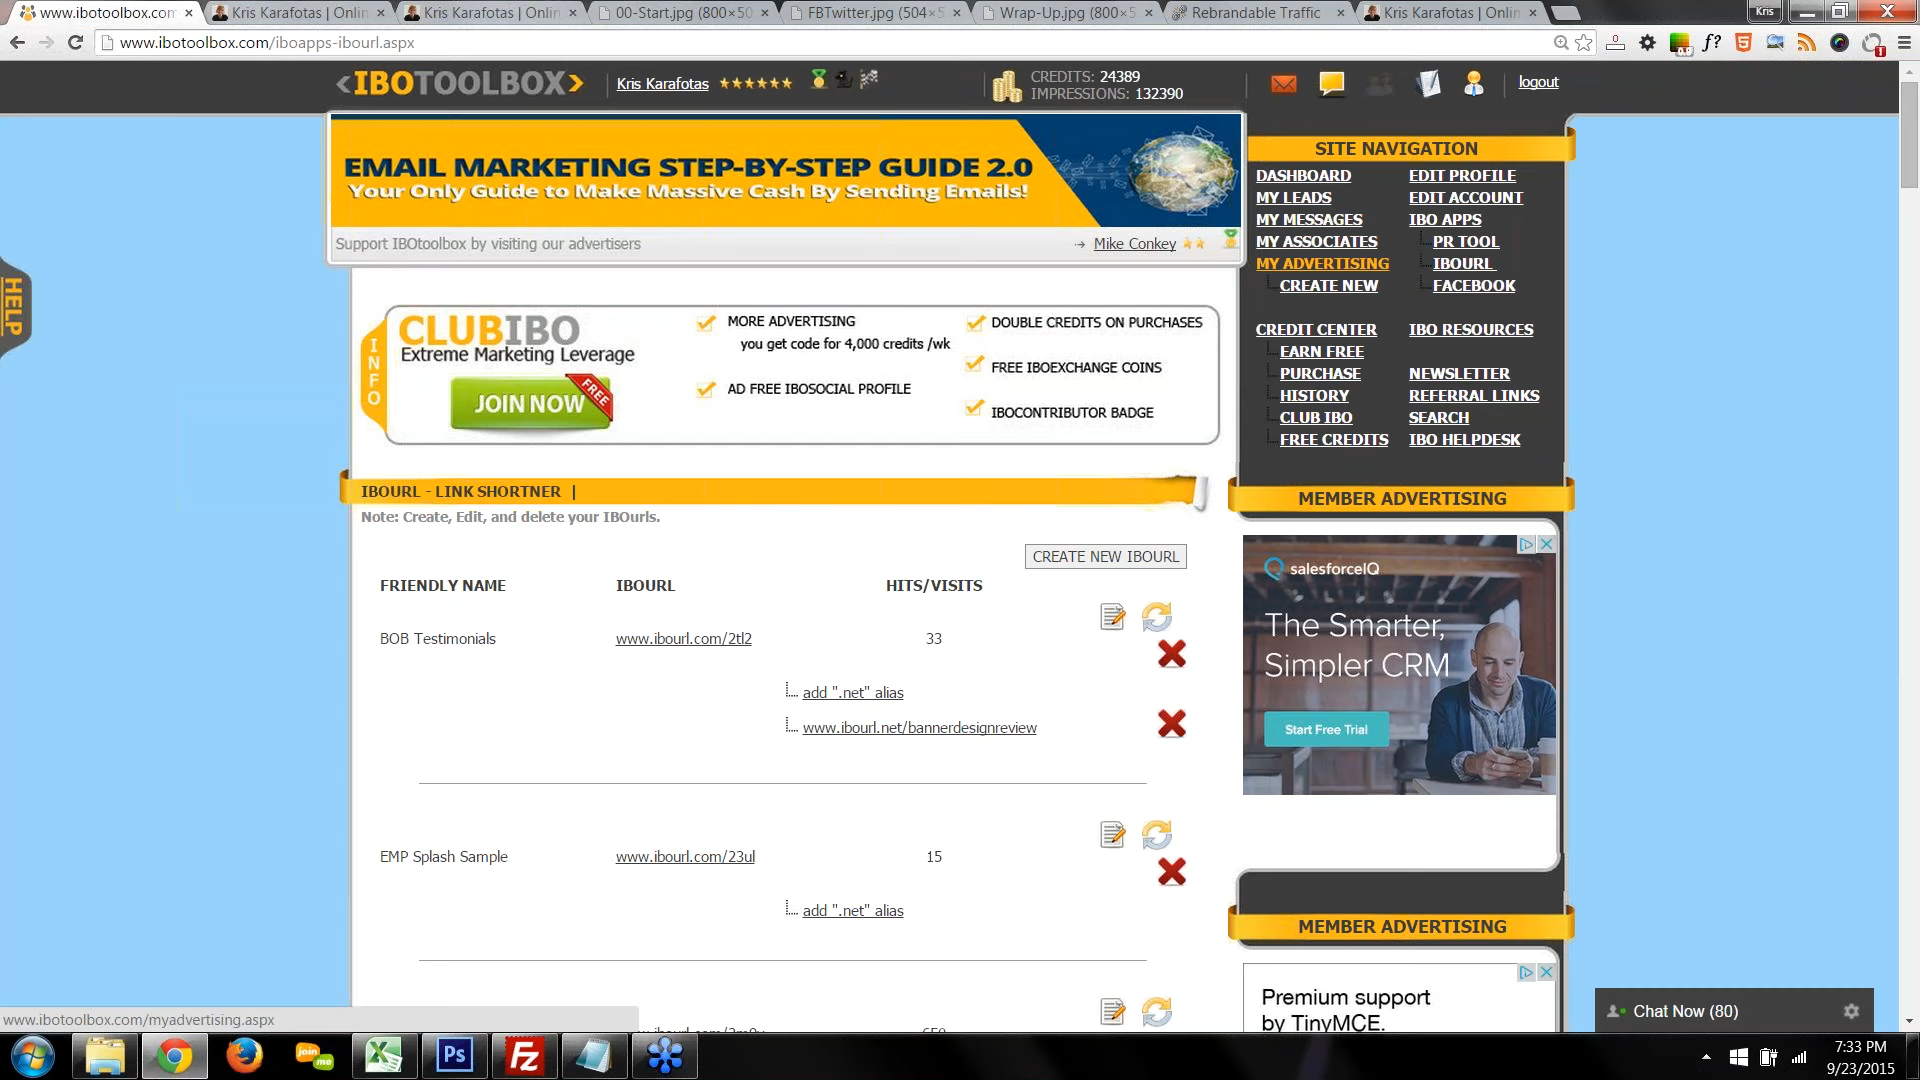 www.ibotoolbox.com
Kris Karafotas | Onlin
Kris Karafotas | Onlin
00-Start.jpg (800×50
FBTwitter.jpg (504×5
Wrap-Up.jpg (800×5
Rebrandable Traffic
Kris Karafotas | Onlin
Kris
www.ibotoolbox.com/iboapps-ibourl.aspx
<IBOTOOLBOX>
Kris Karafotas
CREDITS: 24389
IMPRESSIONS: 132390
logout
EMAIL MARKETING STEP-BY-STEP GUIDE 2.0
Your Only Guide to Make Massive Cash By Sending Emails!
Support IBOtoolbox by visiting our advertisers
Mike Conkey
SITE NAVIGATION
DASHBOARD
MY LEADS
MY MESSAGES
MY ASSOCIATES
MY ADVERTISING
CREATE NEW
CREDIT CENTER
EARN FREE
PURCHASE
HISTORY
CLUB IBO
FREE CREDITS
EDIT PROFILE
EDIT ACCOUNT
IBO APPS
PR TOOL
IBOURL
FACEBOOK
IBO RESOURCES
NEWSLETTER
REFERRAL LINKS
SEARCH
IBO HELPDESK
HELP
INFO
CLUBIBO
Extreme Marketing Leverage
JOIN NOW
FREE
MORE ADVERTISING
you get code for 4,000 credits /wk
AD FREE IBOSOCIAL PROFILE
DOUBLE CREDITS ON PURCHASES
FREE IBOEXCHANGE COINS
IBOCONTRIBUTOR BADGE
IBOURL - LINK SHORTNER |
Note: Create, Edit, and delete your IBOurls.
CREATE NEW IBOURL
FRIENDLY NAME IBOURL HITS/VISITS
BOB Testimonials www.ibourl.com/2tl2 33
add ".net" alias
www.ibourl.net/bannerdesignreview
EMP Splash Sample www.ibourl.com/23ul 15
add ".net" alias
MEMBER ADVERTISING
salesforceIQ
The Smarter,
Simpler CRM
Start Free Trial
MEMBER ADVERTISING
Premium support
by TinyMCE.
Chat Now (80)
www.ibotoolbox.com/myadvertising.aspx
join
me
Ps
Fz
7:33 PM
9/23/2015